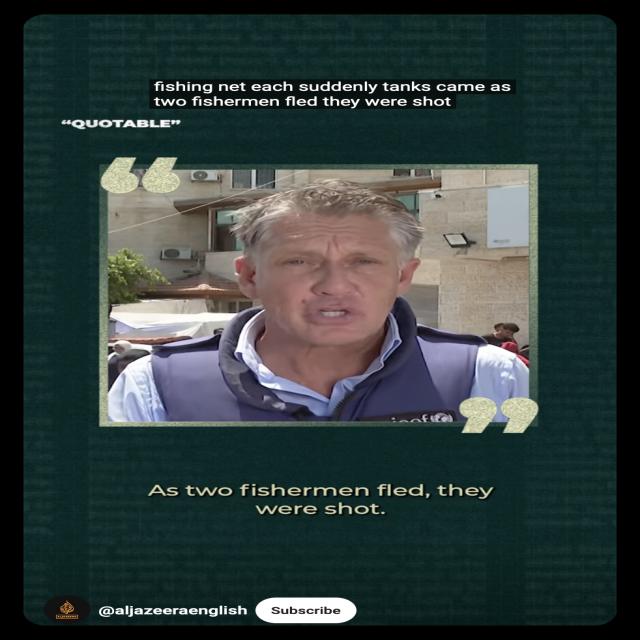 fishing net each suddenly tanks came as
two fishermen fled they were shot
“QUOTABLE”
As two fishermen fled, they
were shot.
@aljazeeraenglish Subscribe